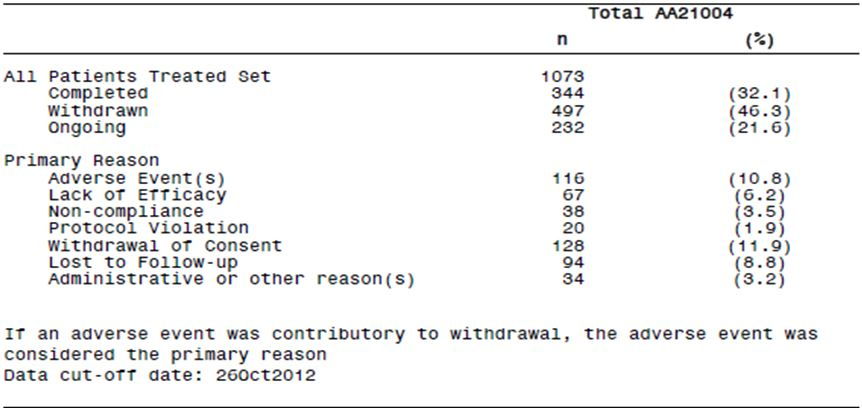 Total AA21004
n (%)
All Patients Treated Set 1073
Completed 344 (32.1)
Withdrawn 497 (46.3)
Ongoing 232 (21.6)
Primary Reason
Adverse Event(s) 116 (10.8)
Lack of Efficacy 67 (6.2)
Non-compliance 38 (3.5)
Protocol Violation 20 (1.9)
Withdrawal of Consent 128 (11.9)
Lost to Follow-up 94 (8.8)
Administrative or other reason(s) 34 (3.2)
If an adverse event was contributory to withdrawal, the adverse event was
considered the primary reason
Data cut-off date: 26Oct2012